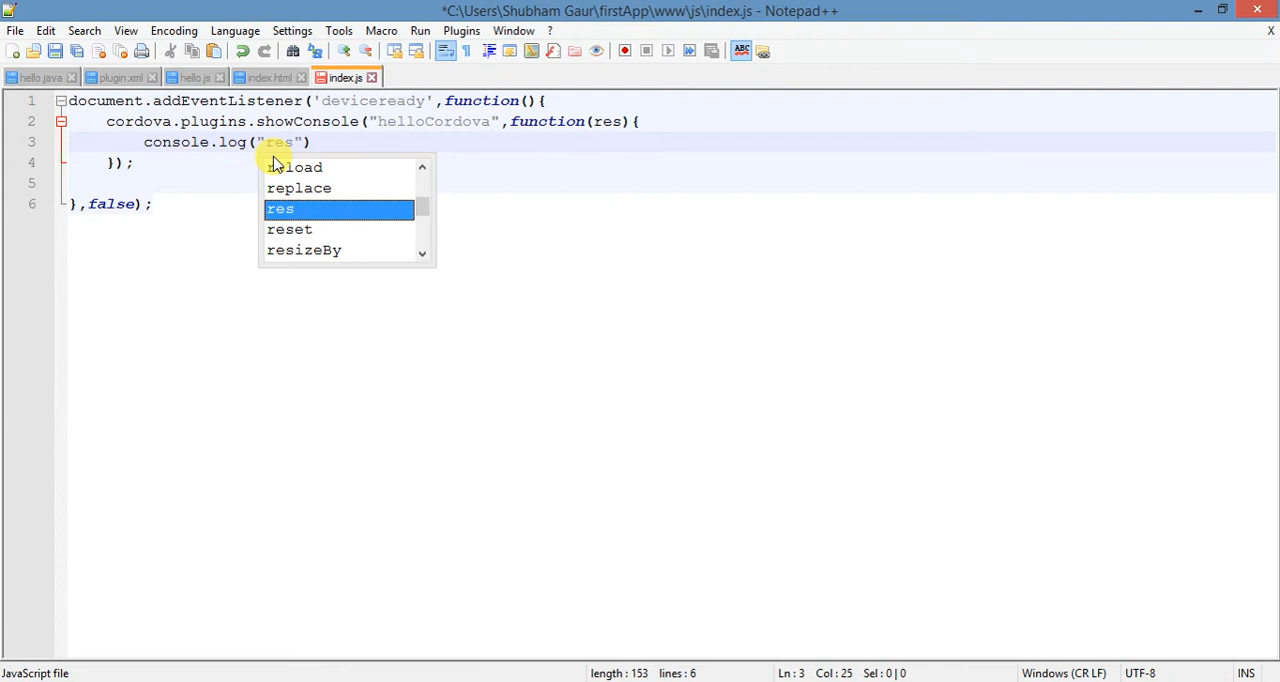 *C:\Users\Shubham Gaur\firstApp\www\js\index.js - Notepad++
File Edit Search View Encoding Language Settings Tools Macro Run Plugins Window ? X
hello.java plugin.xml hello.js index.html index.js
1 document.addEventListener('deviceready',function(){
2 cordova.plugins.showConsole("helloCordova",function(res){
3 console.log("res")
4 });
5
6 },false);
reload
replace
res
reset
resizeBy
JavaScript file length : 153 lines : 6 Ln : 3 Col : 25 Sel : 0 | 0 Windows (CR LF) UTF-8 INS